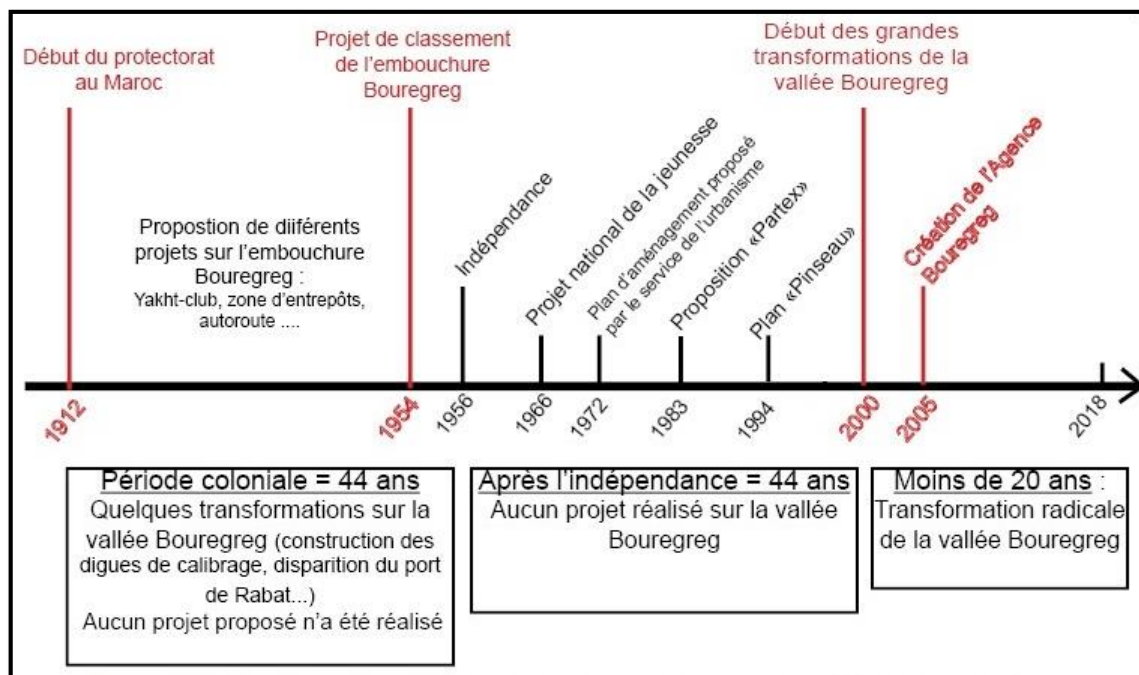 Début du protectorat
au Maroc
Projet de classement
de l'embouchure
Bouregreg
Début des grandes
transformations de la
vallée Bouregreg
Propostion de diiférents
projets sur l'embouchure
Bouregreg :
Yakht-club, zone d'entrepôts,
autoroute ....
Indépendance
Projet national de la jeunesse
Plan d'aménagement proposé
par le service de l'urbanisme
Proposition «Partex»
Plan «Pinseau»
Création de l'Agence
Bouregreg
1912
1954
1956
1966
1972
1983
1994
2000
2005
2018
Période coloniale = 44 ans
Quelques transformations sur la
vallée Bouregreg (construction des
digues de calibrage, disparition du port
de Rabat...)
Aucun projet proposé n'a été réalisé
Après l'indépendance = 44 ans
Aucun projet réalisé sur la vallée
Bouregreg
Moins de 20 ans :
Transformation radicale
de la vallée Bouregreg